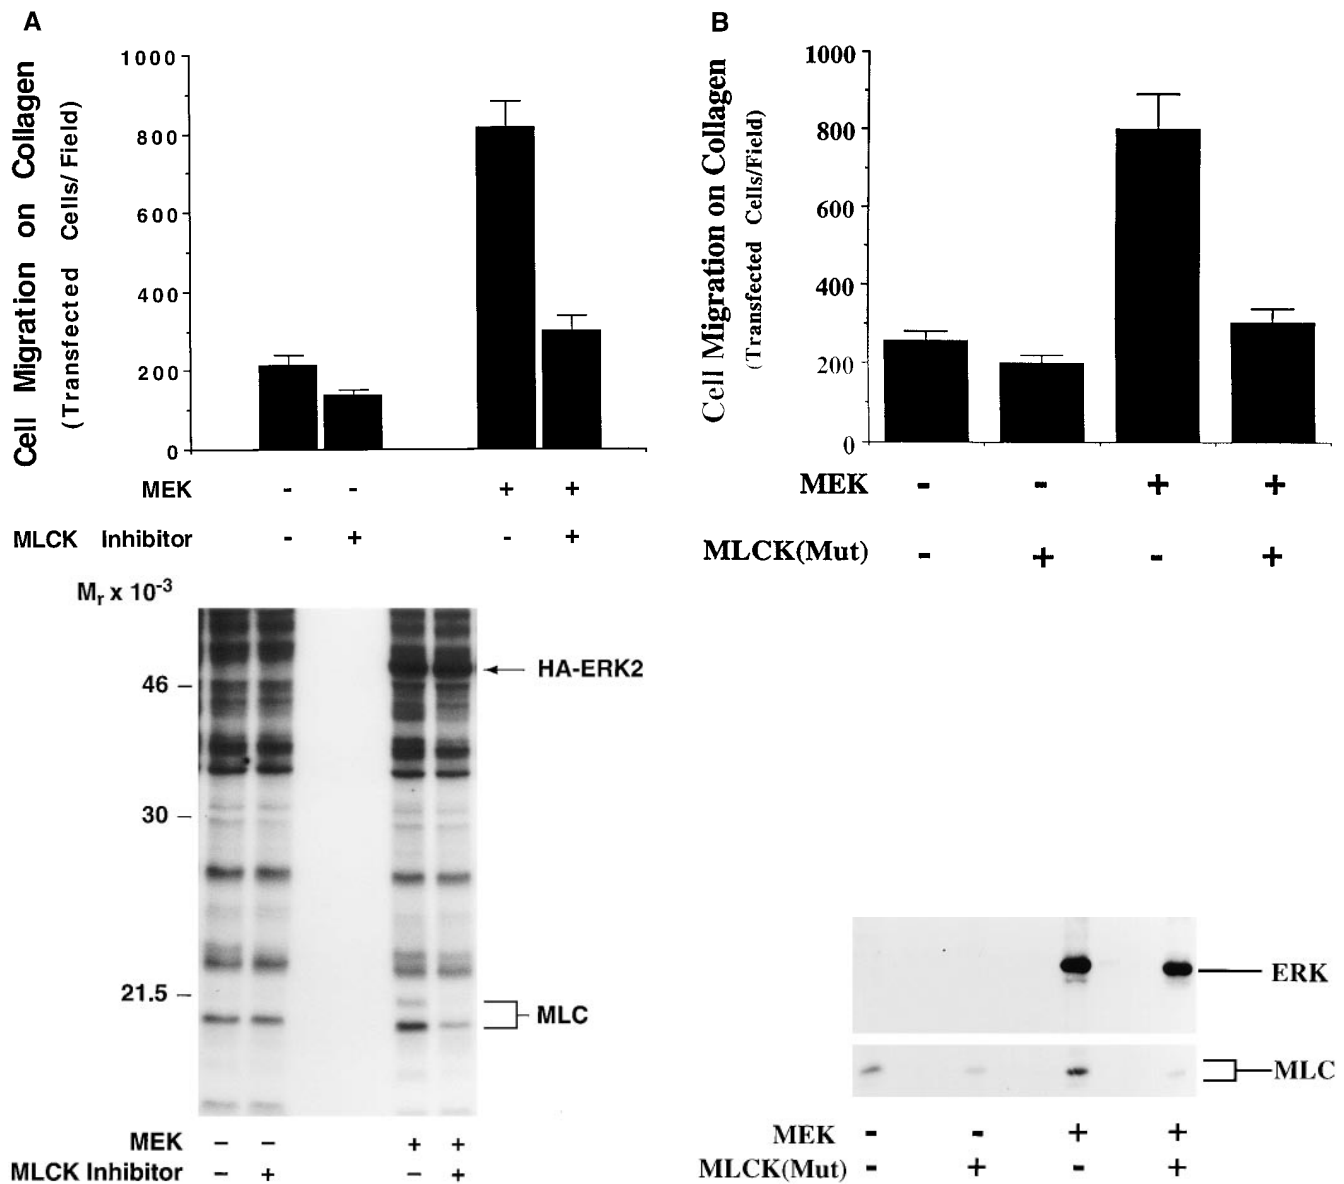 A
Cell Migration on Collagen
(Transfected Cells/Field)
1000
800
600
400
200
0
MEK - - + +
MLCK Inhibitor - + - +
Mr x 10-3
46
30
21.5
HA-ERK2
MLC
MEK – – + +
MLCK Inhibitor – + – +
B
Cell Migration on Collagen
(Transfected Cells/Field)
1000
800
600
400
200
0
MEK - - + +
MLCK(Mut) - + - +
ERK
MLC
MEK - - + +
MLCK(Mut) - + - +